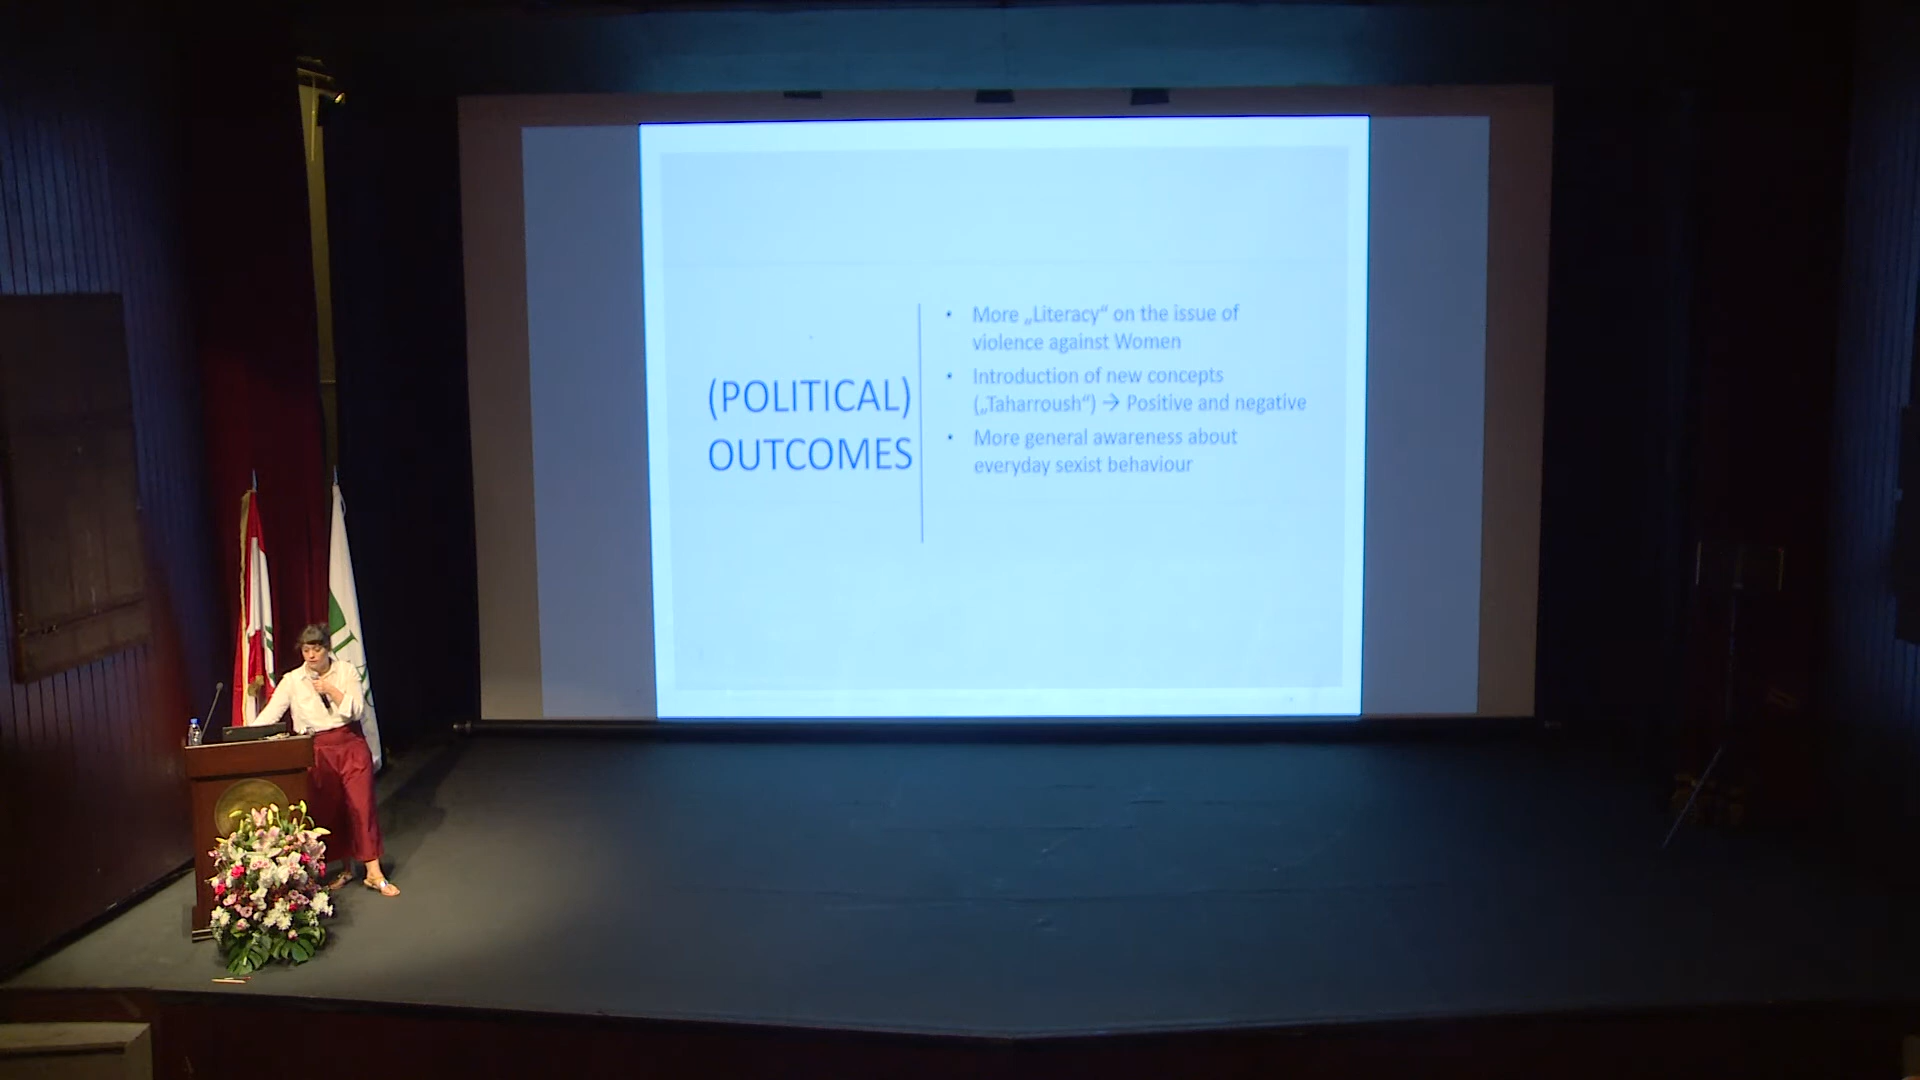 (POLITICAL)
OUTCOMES
• More „Literacy“ on the issue of
violence against Women
• Introduction of new concepts
(„Taharroush“) → Positive and negative
• More general awareness about
everyday sexist behaviour